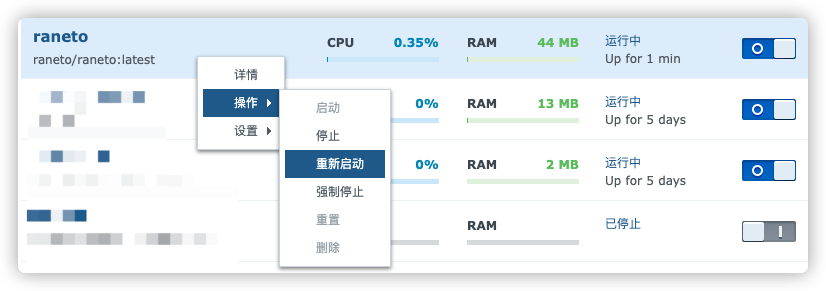 raneto
raneto/raneto:latest
CPU 0.35% RAM 44 MB
运行中
Up for 1 min
详情
操作
设置
启动
停止
重新启动
强制停止
重置
删除
0% RAM 13 MB
运行中
Up for 5 days
0% RAM 2 MB
运行中
Up for 5 days
RAM
已停止